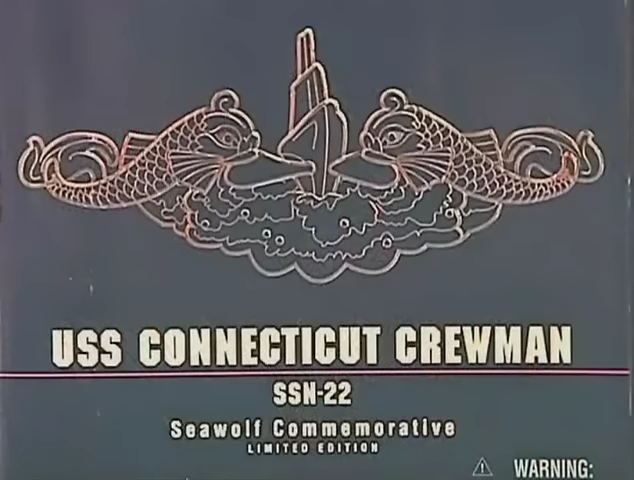 USS CONNECTICUT CREWMAN
SSN-22
Seawolf Commemorative
LIMITED EDITION
WARNING: